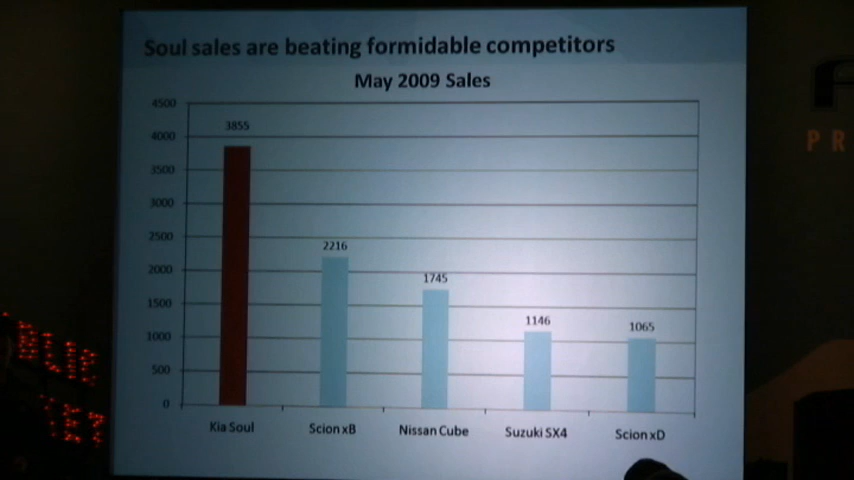 Soul sales are beating formidable competitors
May 2009 Sales
4500
4000
3500
3000
2500
2000
1500
1000
500
0
3855
2216
1745
1146
1065
Kia Soul
Scion xB
Nissan Cube
Suzuki SX4
Scion xD
P R